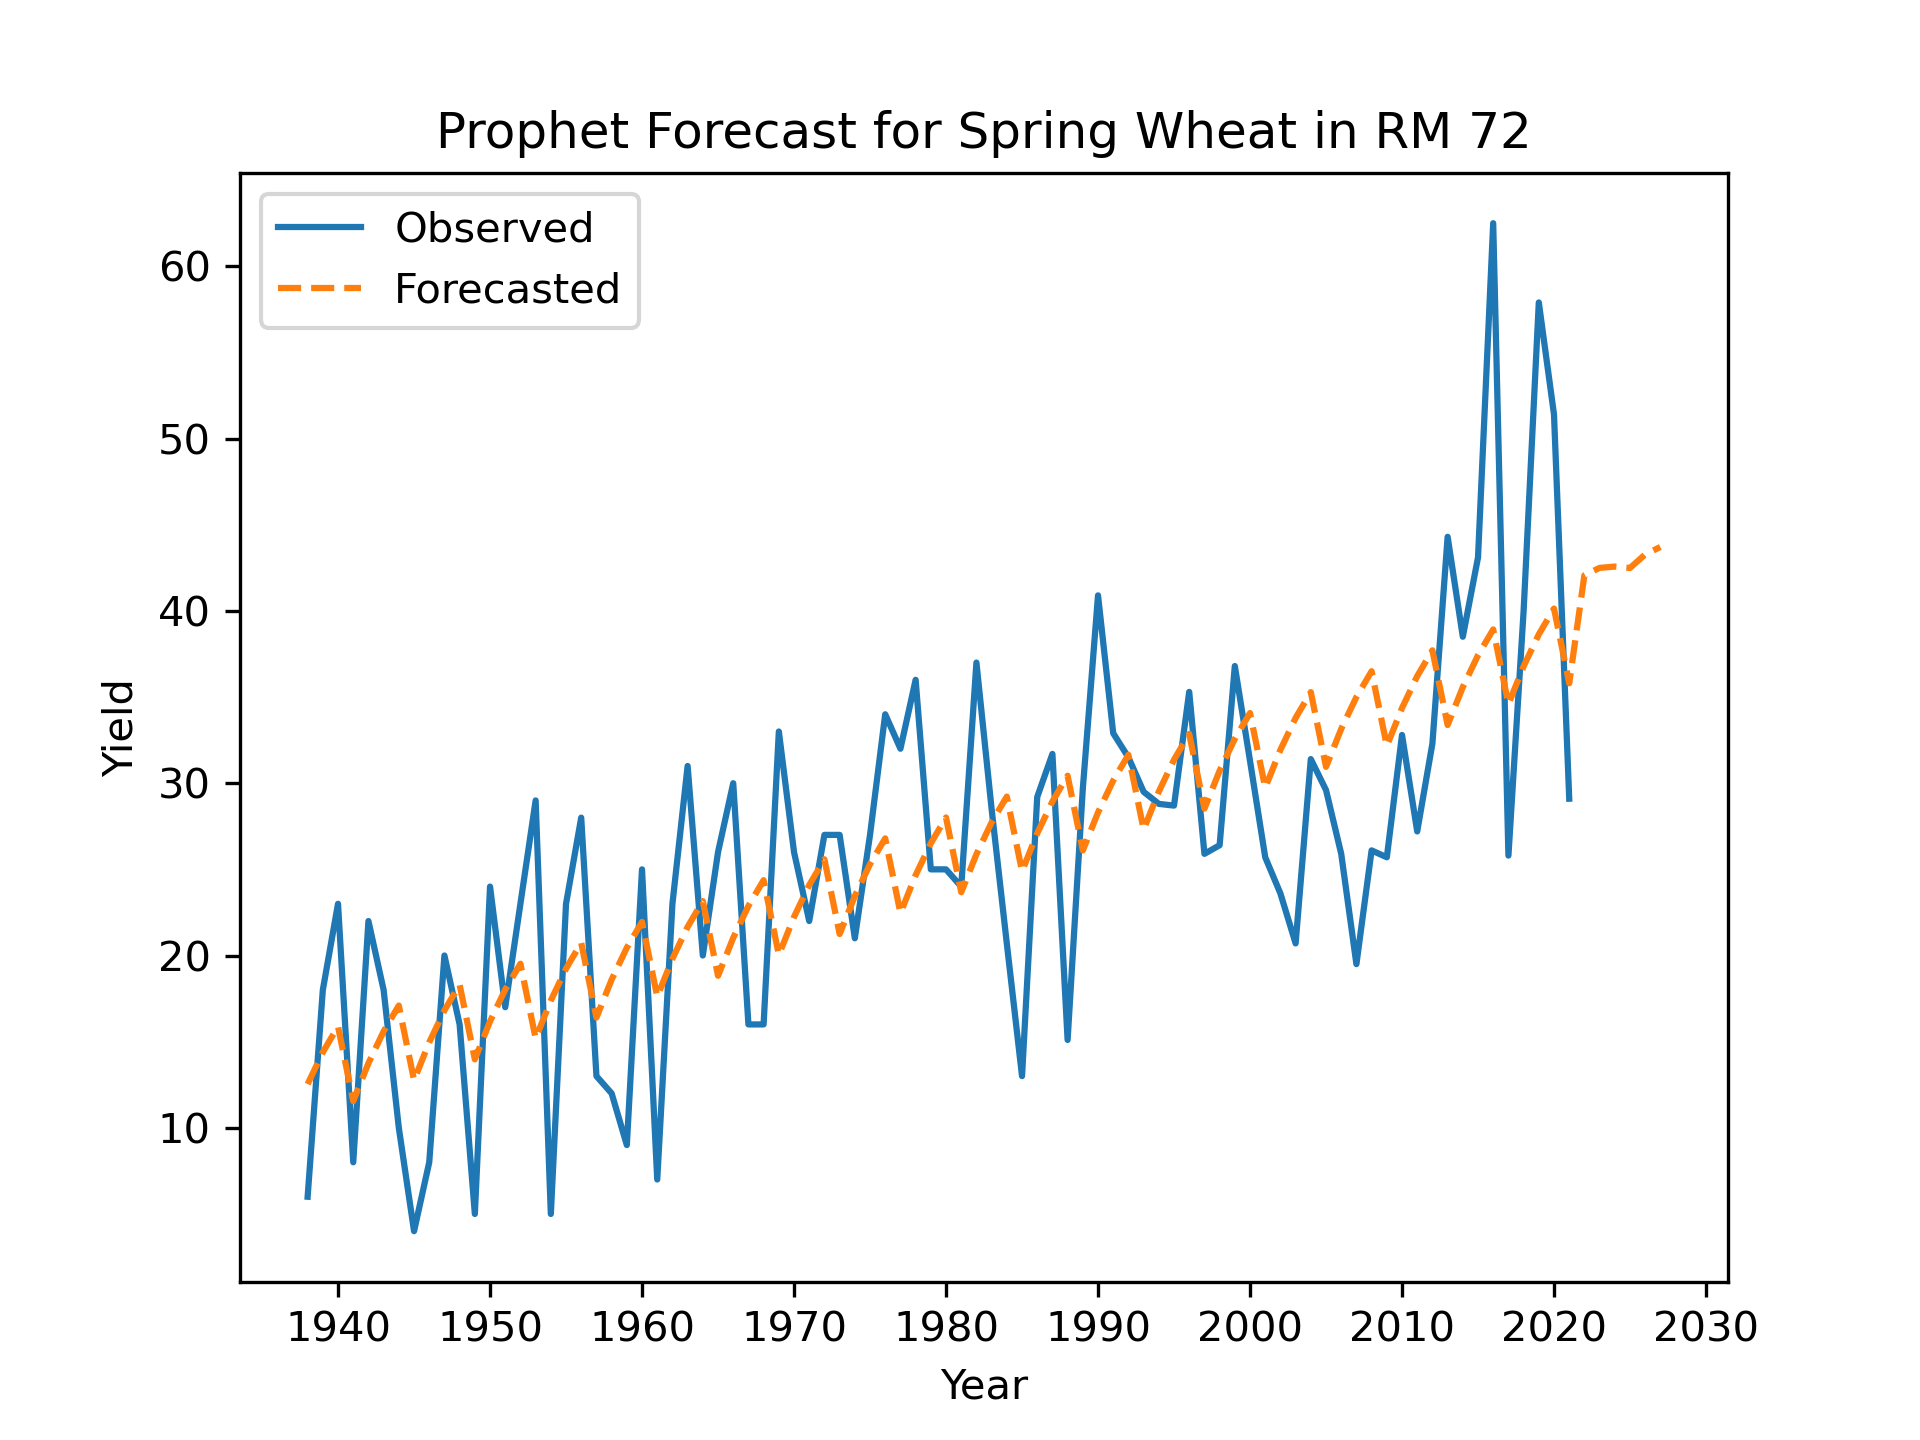 Prophet Forecast for Spring Wheat in RM 72
Observed
Forecasted
60
50
40
30
20
10
Yield
1940 1950 1960 1970 1980 1990 2000 2010 2020 2030
Year